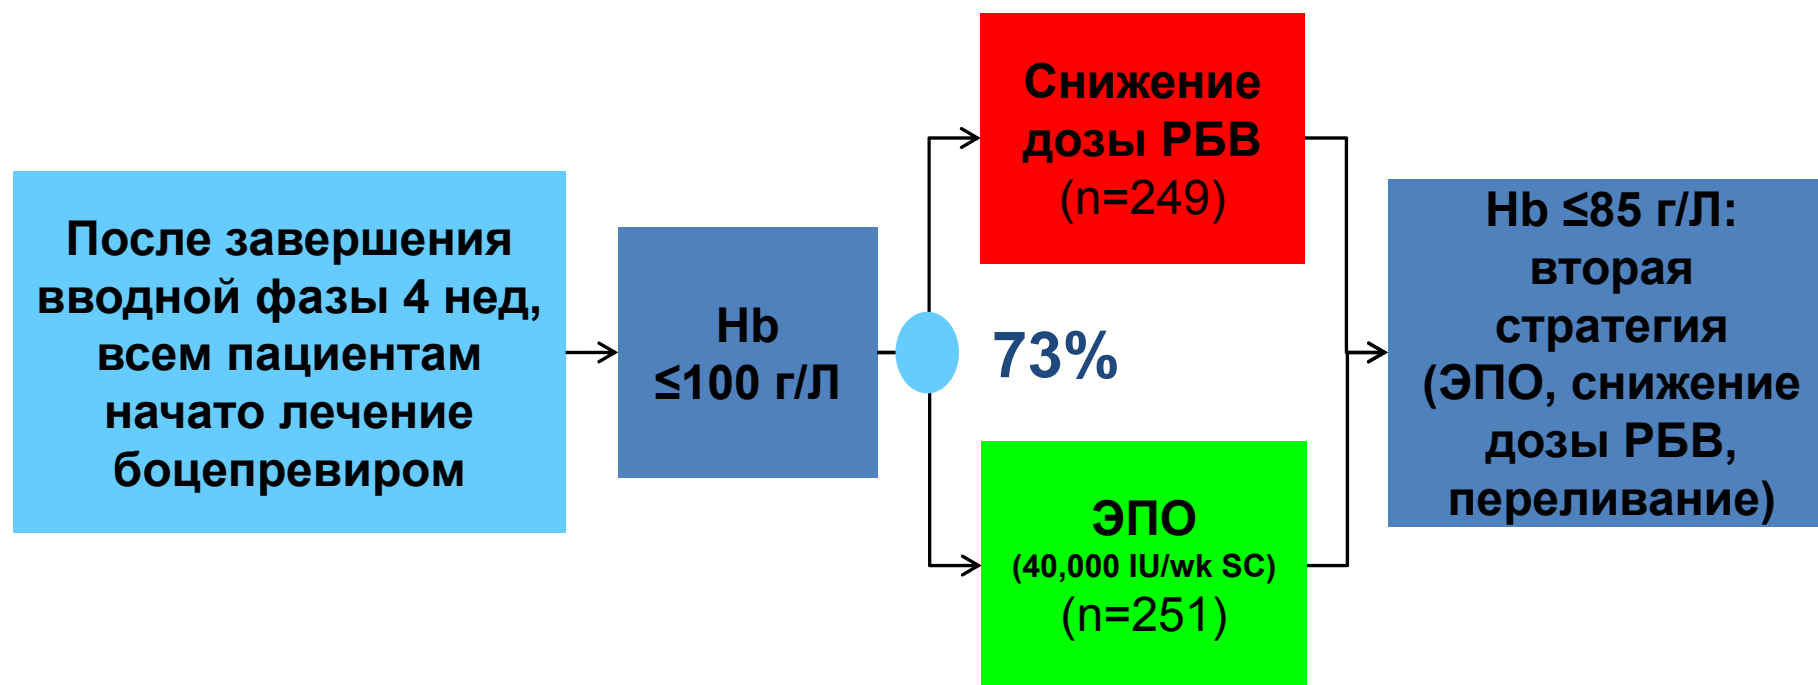 После завершения
вводной фазы 4 нед,
всем пациентам
начато лечение
боцепревиром
Hb
≤100 г/Л
Снижение
дозы РБВ
(n=249)
73%
ЭПО
(40,000 IU/wk SC)
(n=251)
Hb ≤85 г/Л:
вторая
стратегия
(ЭПО, снижение
дозы РБВ,
переливание)